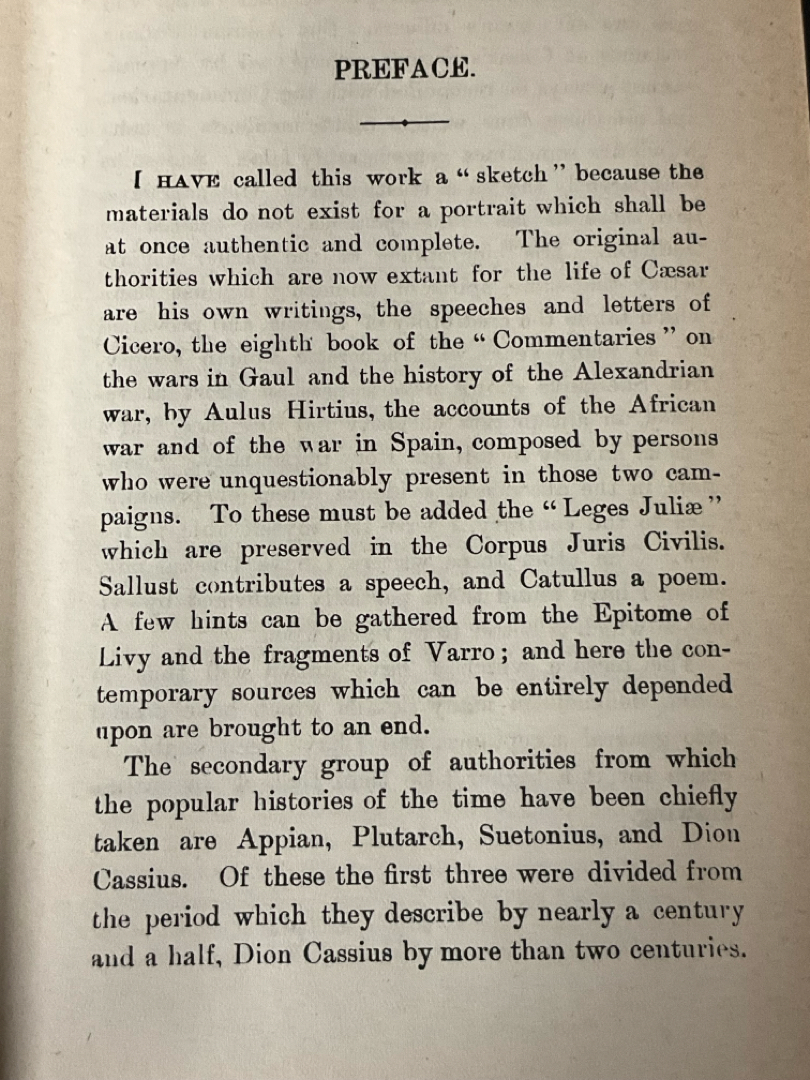 PREFACE.
I HAVE called this work a “ sketch ” because the
materials do not exist for a portrait which shall be
at once authentic and complete. The original au-
thorities which are now extant for the life of Cæsar
are his own writings, the speeches and letters of
Cicero, the eighth book of the “ Commentaries ” on
the wars in Gaul and the history of the Alexandrian
war, by Aulus Hirtius, the accounts of the African
war and of the war in Spain, composed by persons
who were unquestionably present in those two cam-
paigns. To these must be added the “ Leges Juliæ ”
which are preserved in the Corpus Juris Civilis.
Sallust contributes a speech, and Catullus a poem.
A few hints can be gathered from the Epitome of
Livy and the fragments of Varro ; and here the con-
temporary sources which can be entirely depended
upon are brought to an end.
The secondary group of authorities from which
the popular histories of the time have been chiefly
taken are Appian, Plutarch, Suetonius, and Dion
Cassius. Of these the first three were divided from
the period which they describe by nearly a century
and a half, Dion Cassius by more than two centuries.